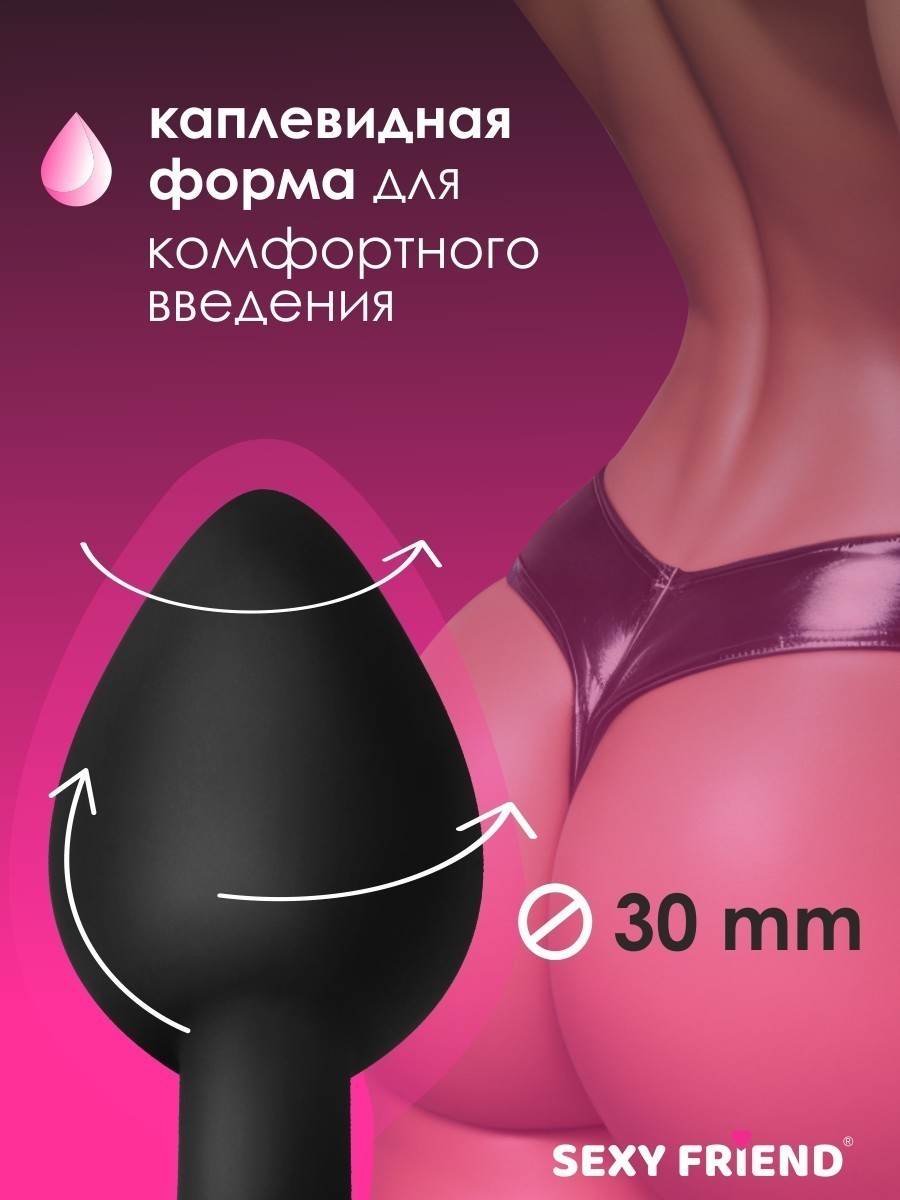 каплевидная
форма для
комфортного
введения
30 mm
SEXY FRIEND®